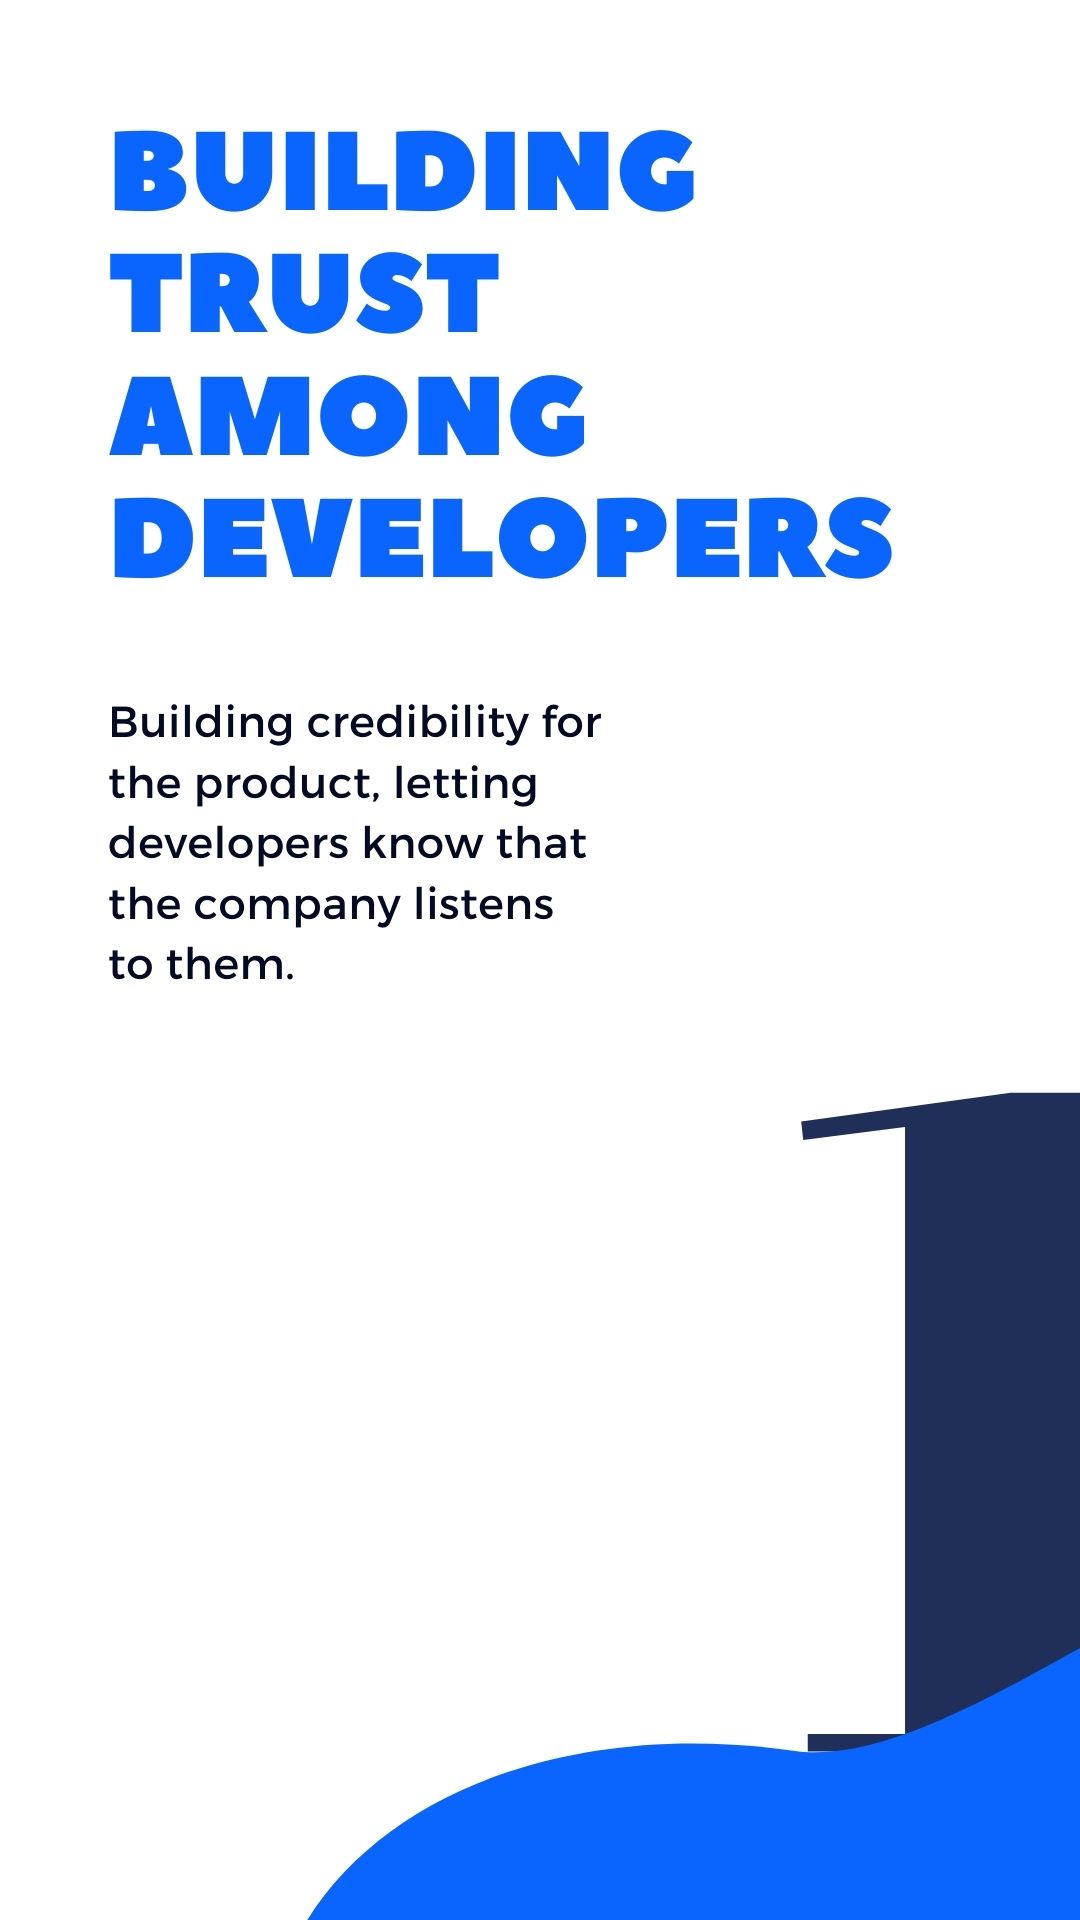 BUILDING
TRUST
AMONG
DEVELOPERS
Building credibility for
the product, letting
developers know that
the company listens
to them.
1